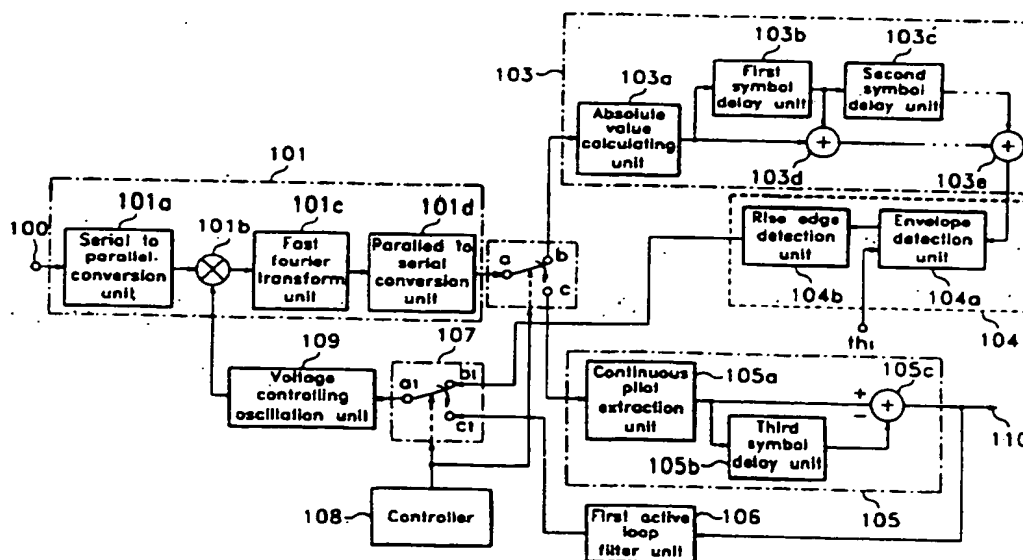 103b
103c
103
103a
First symbol delay unit
Second symbol delay unit
Absolute value calculating unit
+
+
103d
103e
101
101a
101b
101c
101d
100
Serial to parallel- conversion unit
Fast fourier transform unit
Paralled to serial conversion unit
a
b
c
Rise edge detection unit
Envelope detection unit
104b
104a
104
th1
109
107
Voltage controlling oscillation unit
a1
b1
c1
Continuous pilot extraction unit
105a
105c
+
−
+
110
Third symbol delay unit
105b
105
108
Controller
First active loop filter unit
106